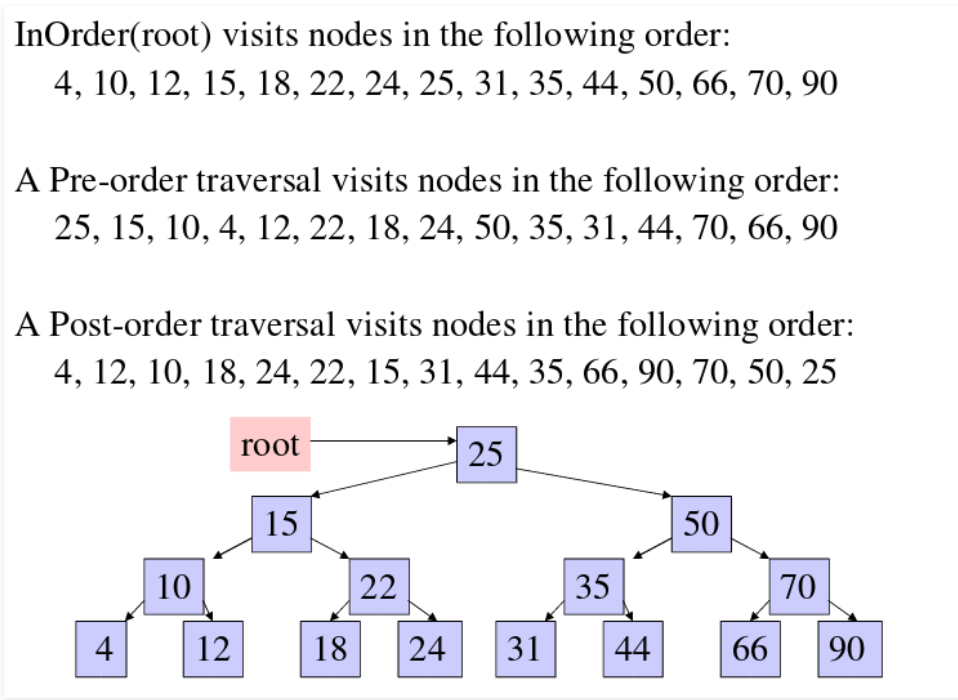 InOrder(root) visits nodes in the following order:
4, 10, 12, 15, 18, 22, 24, 25, 31, 35, 44, 50, 66, 70, 90
A Pre-order traversal visits nodes in the following order:
25, 15, 10, 4, 12, 22, 18, 24, 50, 35, 31, 44, 70, 66, 90
A Post-order traversal visits nodes in the following order:
4, 12, 10, 18, 24, 22, 15, 31, 44, 35, 66, 90, 70, 50, 25
root 25
15 50
10 22 35 70
4 12 18 24 31 44 66 90